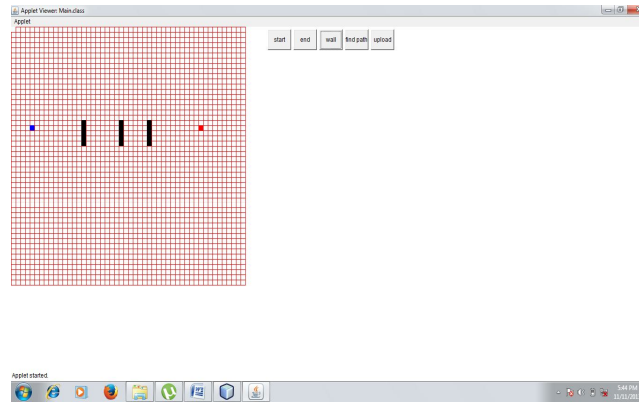 Applet Viewer: Main.class
Applet
start end wall find path upload
Applet started.
5:44 PM